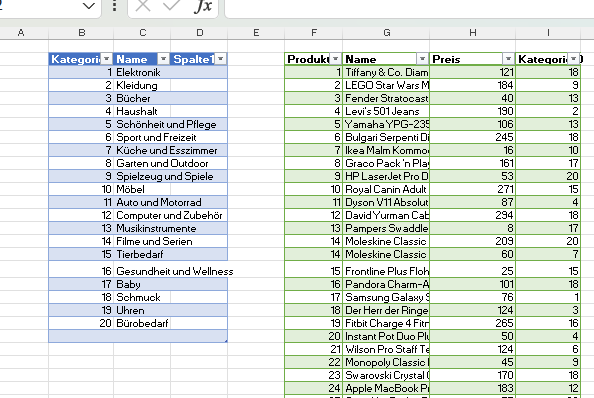 fx
A B C D E F G H I
Kategorie Name Spalte1 Produkt Name Preis Kategorie
1 Elektronik 1 Tiffany & Co. Diam 121 18
2 Kleidung 2 LEGO Star Wars M 184 9
3 Bücher 3 Fender Stratocast 40 13
4 Haushalt 4 Levi's 501 Jeans 190 2
5 Schönheit und Pflege 5 Yamaha YPG-235 106 13
6 Sport und Freizeit 6 Bulgari Serpenti Di 245 18
7 Küche und Esszimmer 7 Ikea Malm Kommo 16 10
8 Garten und Outdoor 8 Graco Pack 'n Play 161 17
9 Spielzeug und Spiele 9 HP LaserJet Pro D 53 20
10 Möbel 10 Royal Canin Adult 271 15
11 Auto und Motorrad 11 Dyson V11 Absolut 87 4
12 Computer und Zubehör 12 David Yurman Cab 294 18
13 Musikinstrumente 13 Pampers Swaddle 8 17
14 Filme und Serien 14 Moleskine Classic 209 20
15 Tierbedarf 14 Moleskine Classic 60 7
16 Gesundheit und Wellness 15 Frontline Plus Floh 25 15
17 Baby 16 Pandora Charm-A 101 18
18 Schmuck 17 Samsung Galaxy S 76 1
19 Uhren 18 Der Herr der Ringe 124 3
20 Bürobedarf 19 Fitbit Charge 4 Fitn 265 16
20 Instant Pot Duo Pl 50 4
21 Wilson Pro Staff Te 124 6
22 Monopoly Classic 45 9
23 Swarovski Crystal 170 18
24 Apple MacBook Pr 183 12